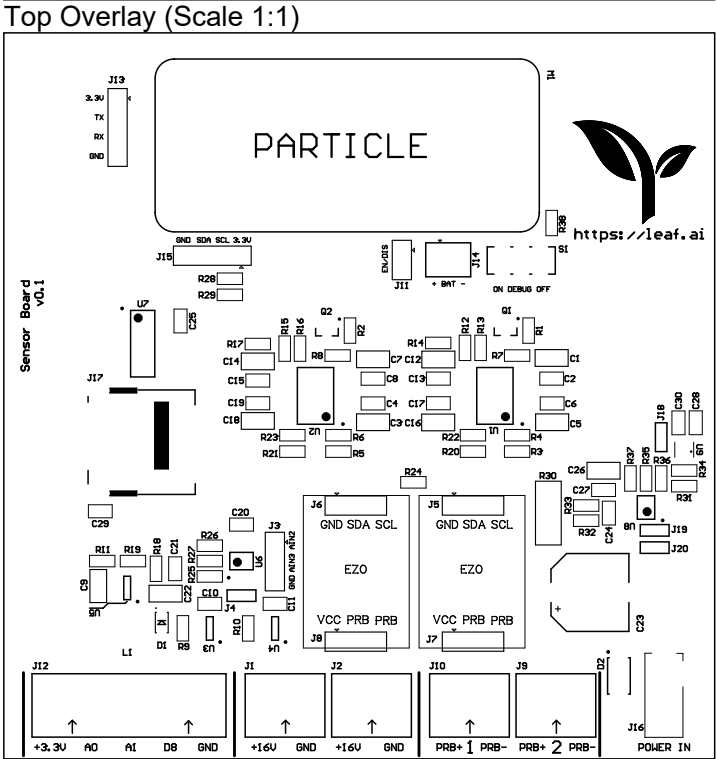 Top Overlay (Scale 1:1)
J13
3.3V
TX
RX
GND
M1
PARTICLE
R38
https://leaf.ai
GND SDA SCL 3.3V
J15
R28
R29
EN/DIS
J11
J14
+ BAT -
S1
ON DEBUG OFF
Sensor Board
v0.1
U7
C25
J17
Q2
R2
R15
R16
R17
R8
C14
C7
C15
C8
C19
C4
C18
C3
U2
R23
R6
R21
R5
Q1
R1
R12
R13
R14
R7
C12
C1
C13
C2
C17
C6
C16
C5
U1
R22
R4
R20
R3
J18
C30
C28
U9
R37
R35
R36
R34
R31
C26
C27
R33
R32
C24
U8
J19
J20
R24
R30
C29
C20
J3
AIN2
AIN3
GND
R26
R27
R25
U6
R11
R19
R18
C21
C9
C22
U5
C10
J4
C11
D1
R9
U3
R10
U4
L1
J6
GND SDA SCL
EZO
VCC PRB PRB
J8
J5
GND SDA SCL
EZO
VCC PRB PRB
J7
C23
+
D2
J16
POWER IN
J12
+3.3V A0 A1 D8 GND
J1
+16V GND
J2
+16V GND
J10
PRB+ 1 PRB-
J9
PRB+ 2 PRB-